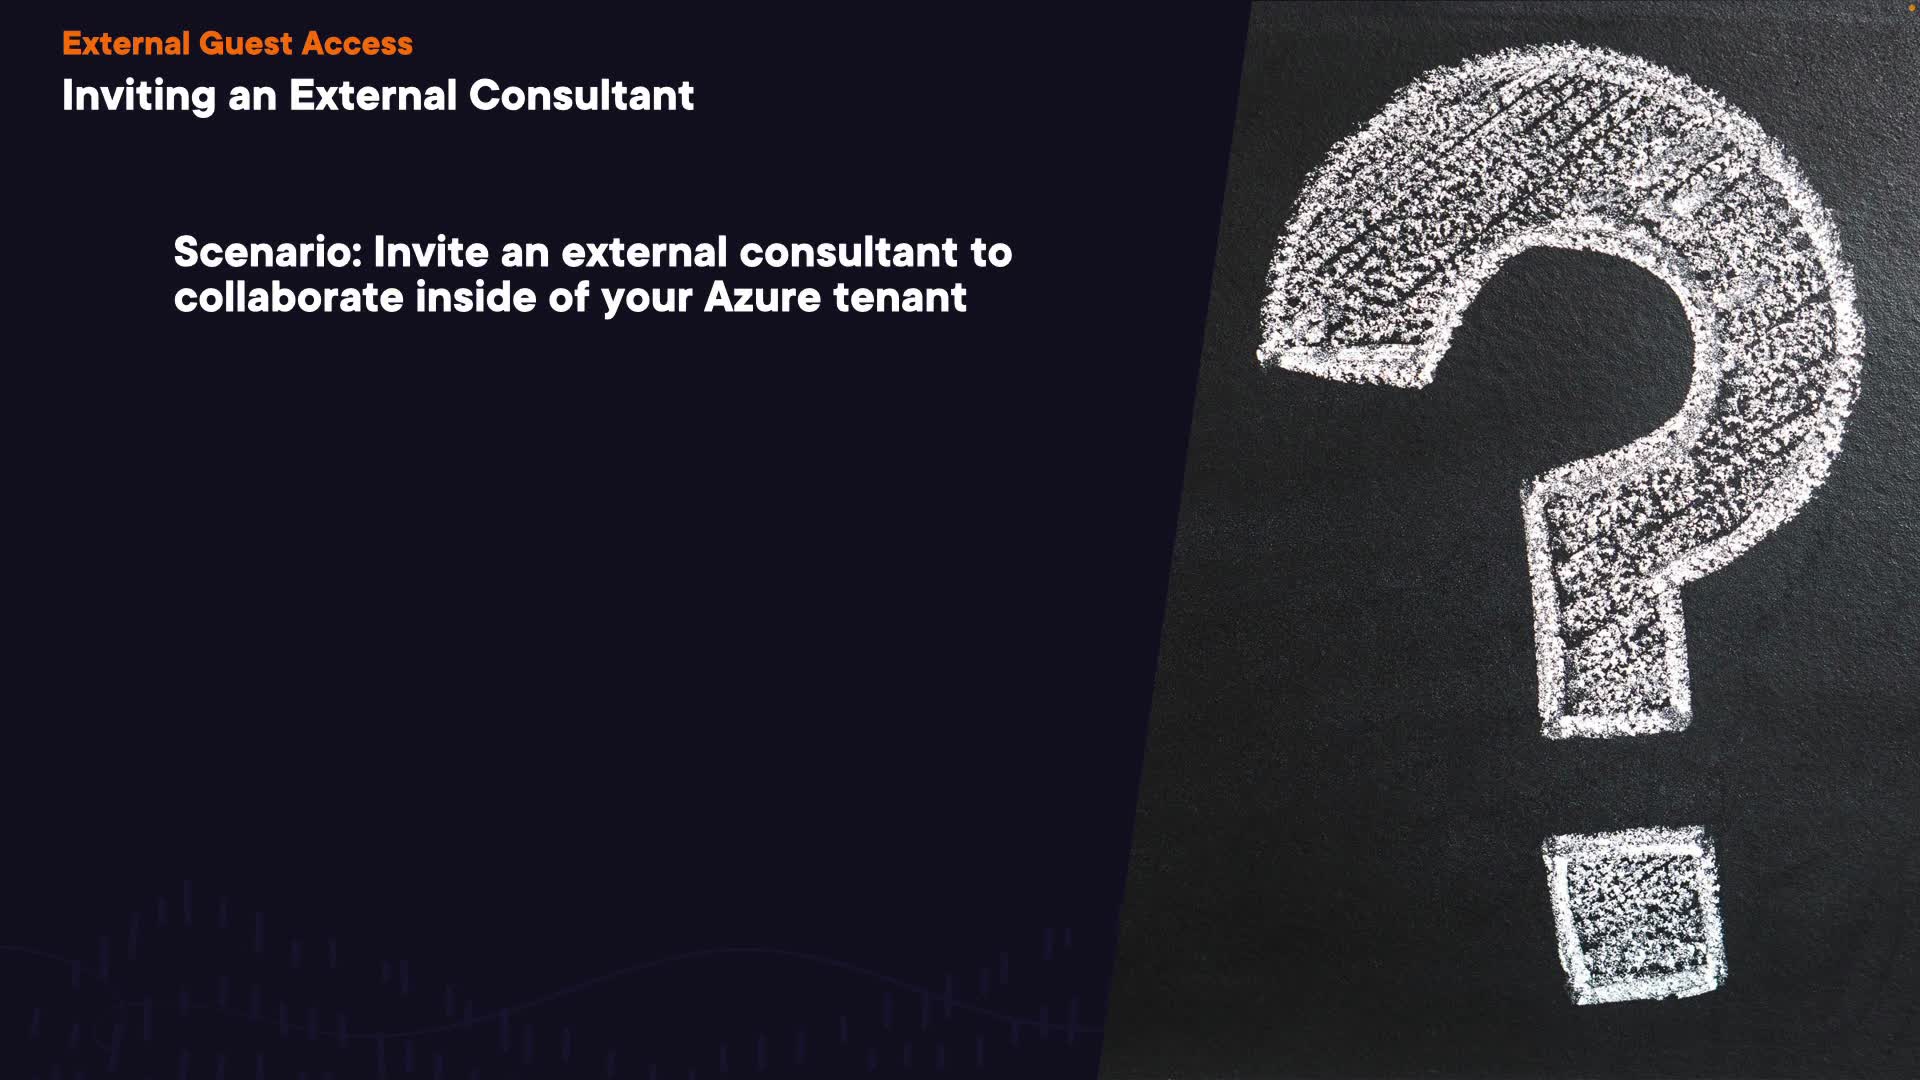 External Guest Access
Inviting an External Consultant
Scenario: Invite an external consultant to
collaborate inside of your Azure tenant
?